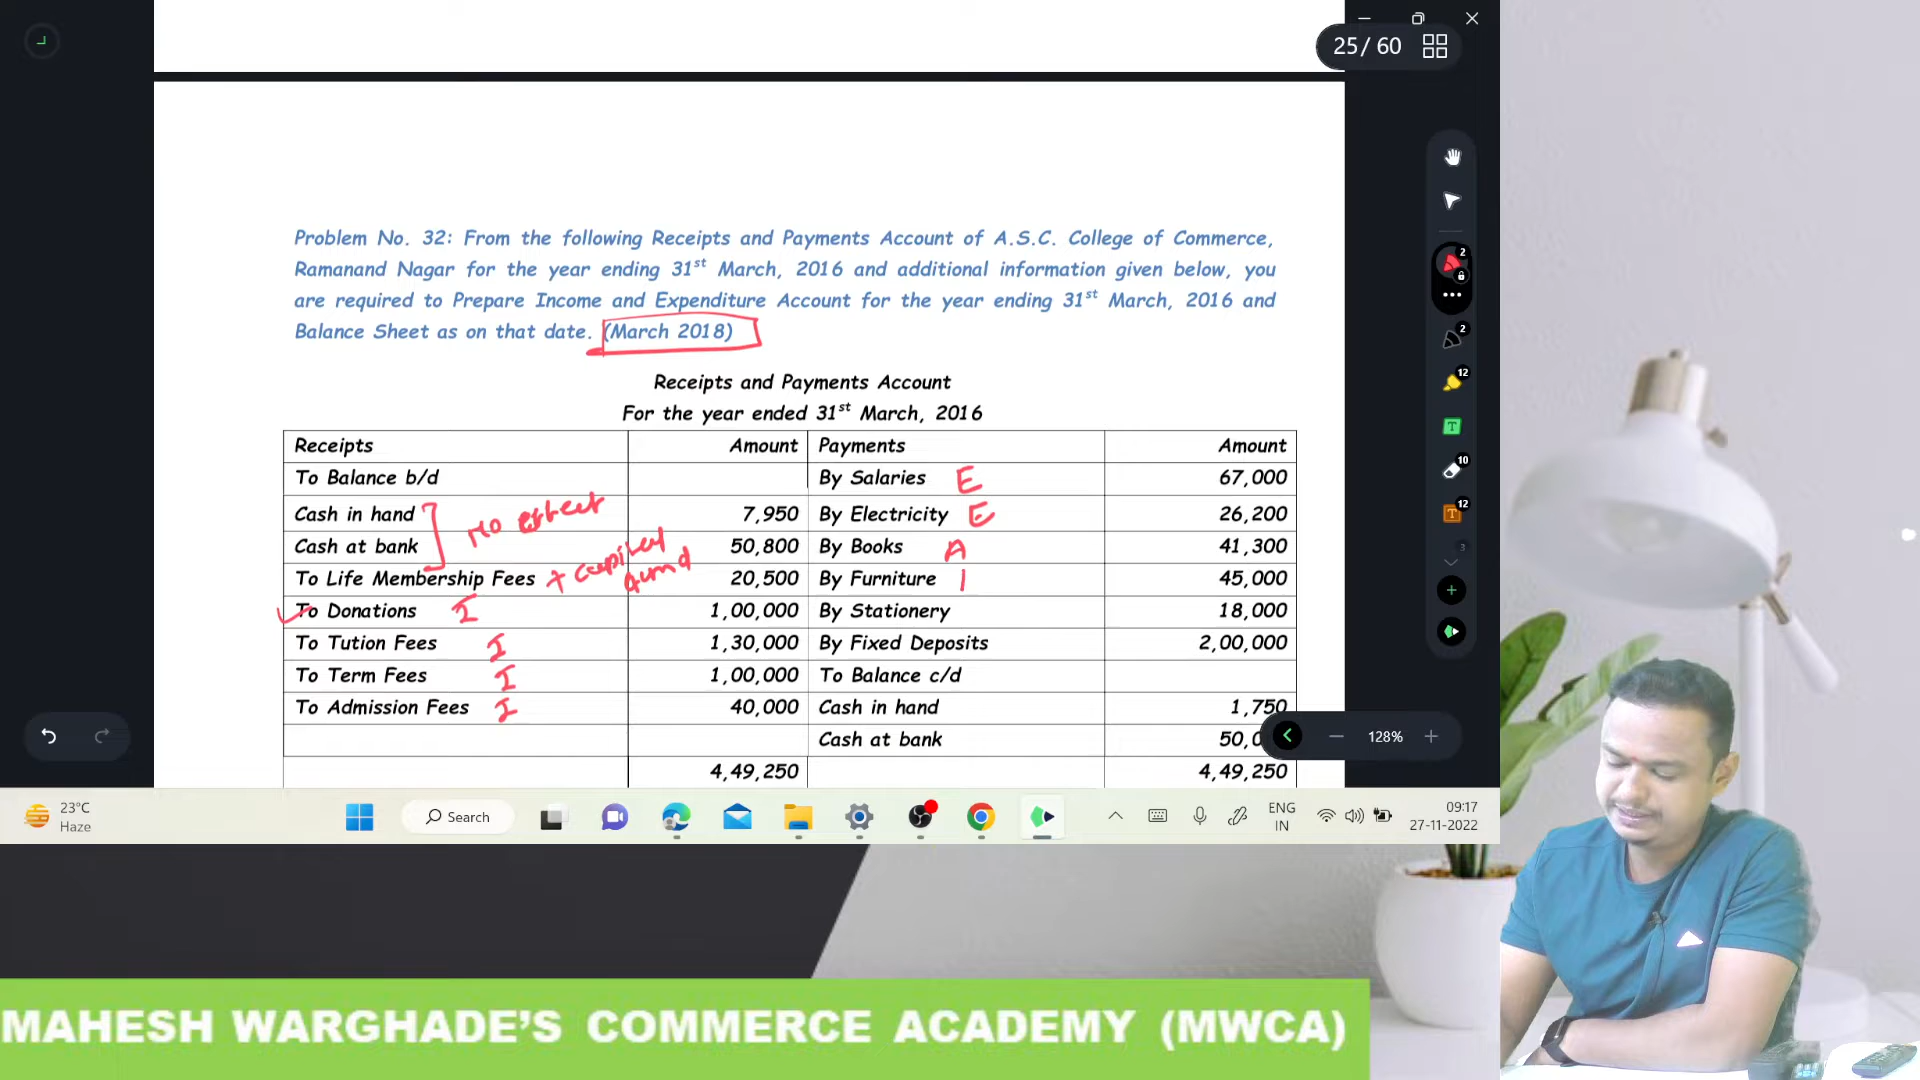 25/ 60
Problem No. 32: From the following Receipts and Payments Account of A.S.C. College of Commerce,
Ramanand Nagar for the year ending 31st March, 2016 and additional information given below, you
are required to Prepare Income and Expenditure Account for the year ending 31st March, 2016 and
Balance Sheet as on that date. (March 2018)
Receipts and Payments Account
For the year ended 31st March, 2016
Receipts Amount Payments Amount
To Balance b/d By Salaries E 67,000
Cash in hand 7,950 By Electricity E 26,200
No effect
Cash at bank 50,800 By Books A 41,300
To Life Membership Fees + capital fund 20,500 By Furniture 45,000
To Donations I 1,00,000 By Stationery 18,000
To Tution Fees I 1,30,000 By Fixed Deposits 2,00,000
To Term Fees I 1,00,000 To Balance c/d
To Admission Fees I 40,000 Cash in hand 1,750
Cash at bank 50,0
4,49,250 4,49,250
2
2
12
T
10
12
T
3
128%
23°C
Haze
Search
ENG
IN
09:17
27-11-2022
MAHESH WARGHADE'S COMMERCE ACADEMY (MWCA)